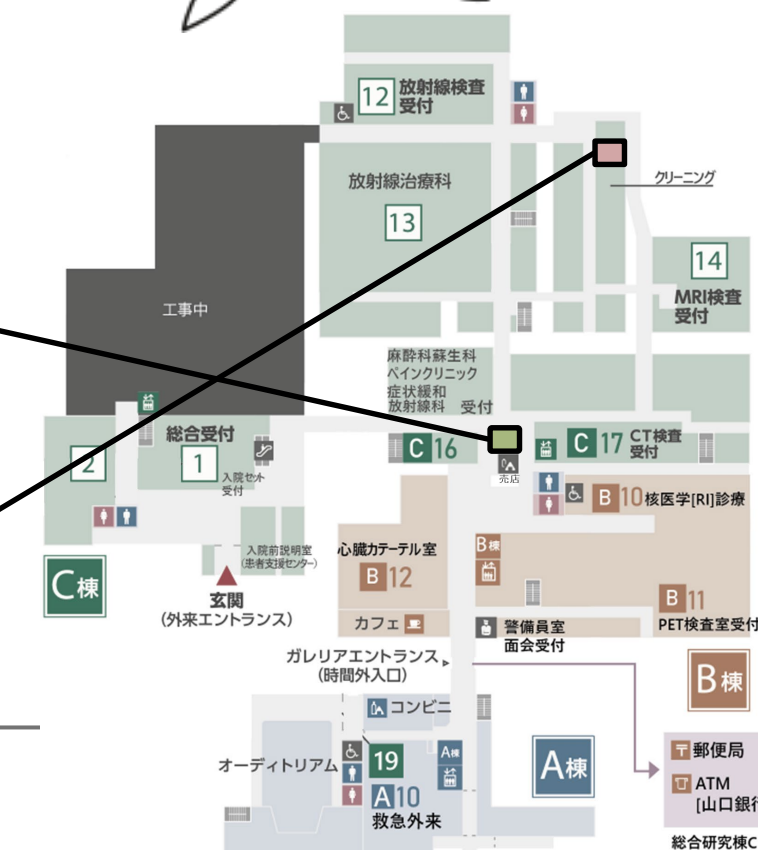 12 放射線検査
受付
放射線治療科
13
クリーニング
14
MRI検査
受付
工事中
麻酔科蘇生科
ペインクリニック
症状緩和
放射線科 受付
総合受付
1
2
入院セット
受付
C 16
売店
C 17 CT検査
受付
B 10 核医学[RI]診療
入院前説明室
(患者支援センター)
C棟
玄関
(外来エントランス)
心臓カテーテル室
B 12
B棟
B 11
PET検査室受付
カフェ
警備員室
面会受付
ガレリアエントランス
(時間外入口)
B棟
コンビニ
オーディトリアム
19
A棟
A 10
救急外来
A棟
郵便局
ATM
[山口銀行
総合研究棟C